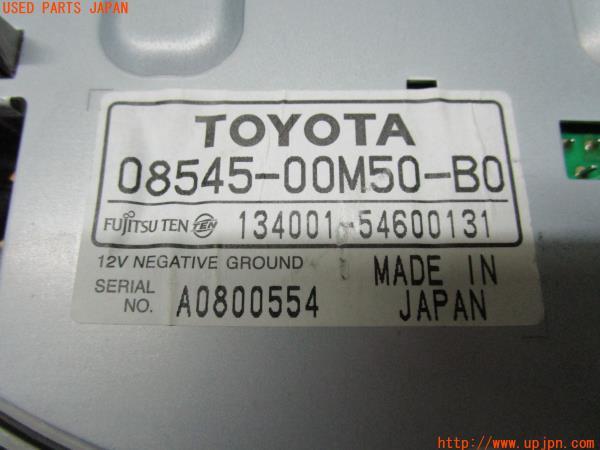 USED PARTS JAPAN
TOYOTA
08545-00M50-B0
FUJITSU TEN TEN 134001-54600131
12V NEGATIVE GROUND
MADE IN
SERIAL
NO. A0800554
JAPAN
http://www.upjpn.com/